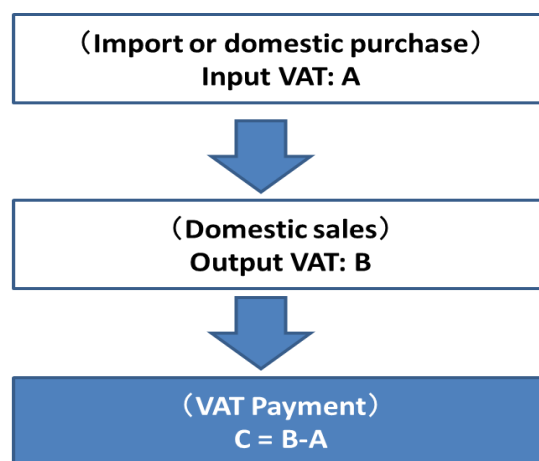 （Import or domestic purchase）
Input VAT: A
（Domestic sales）
Output VAT: B
（VAT Payment）
C = B-A